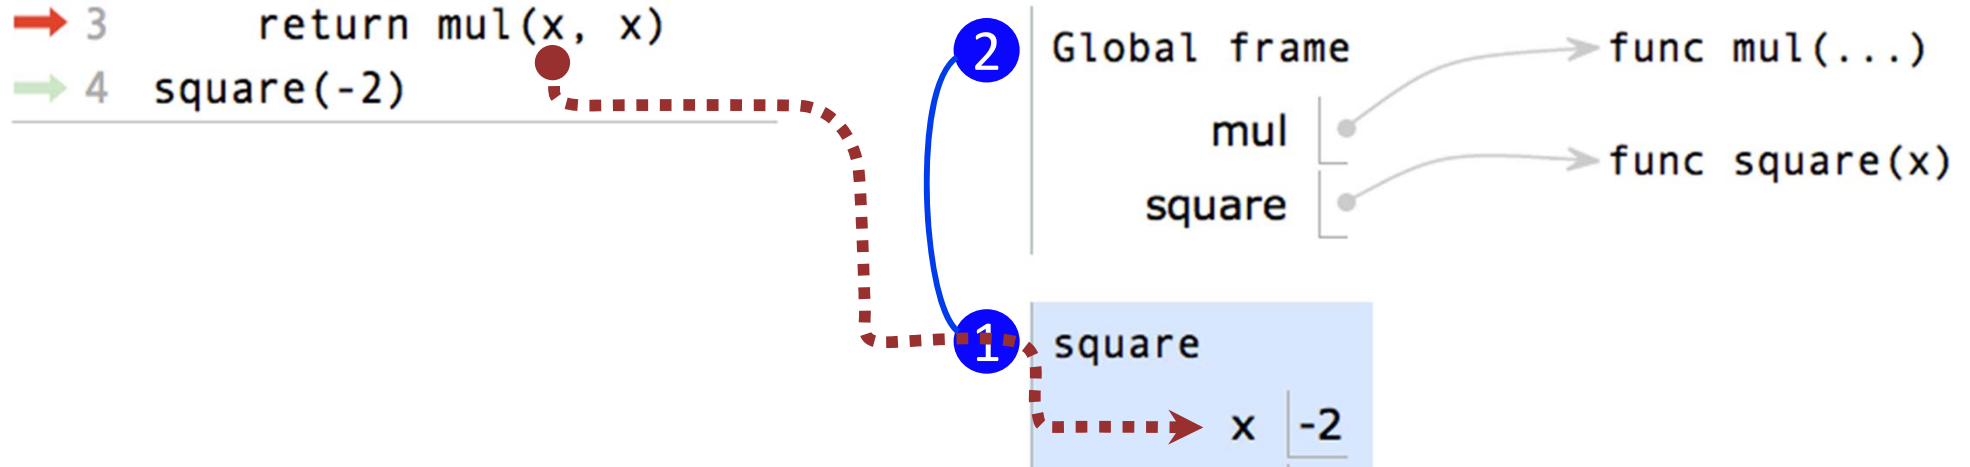 3 return mul(x, x)
4 square(-2)
2 Global frame
func mul(...)
mul
func square(x)
square
1 square
x -2